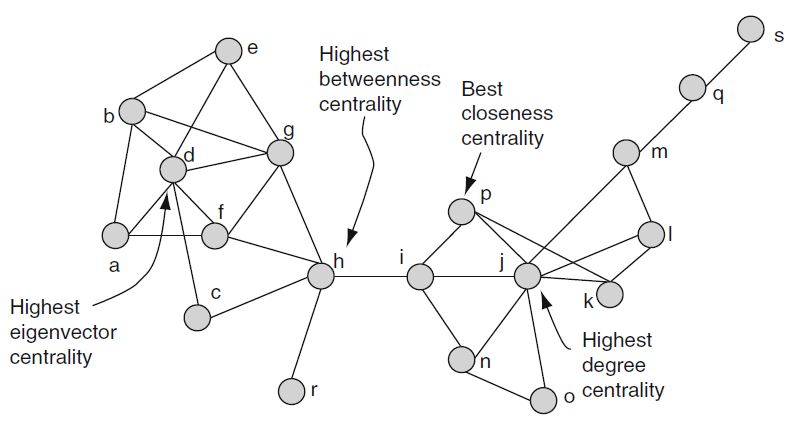 s
e
Highest
betweenness
centrality
q
Best
closeness
centrality
b
g
d
m
p
f
l
a
h
i
j
c
k
Highest
eigenvector
centrality
Highest
degree
centrality
n
r
o